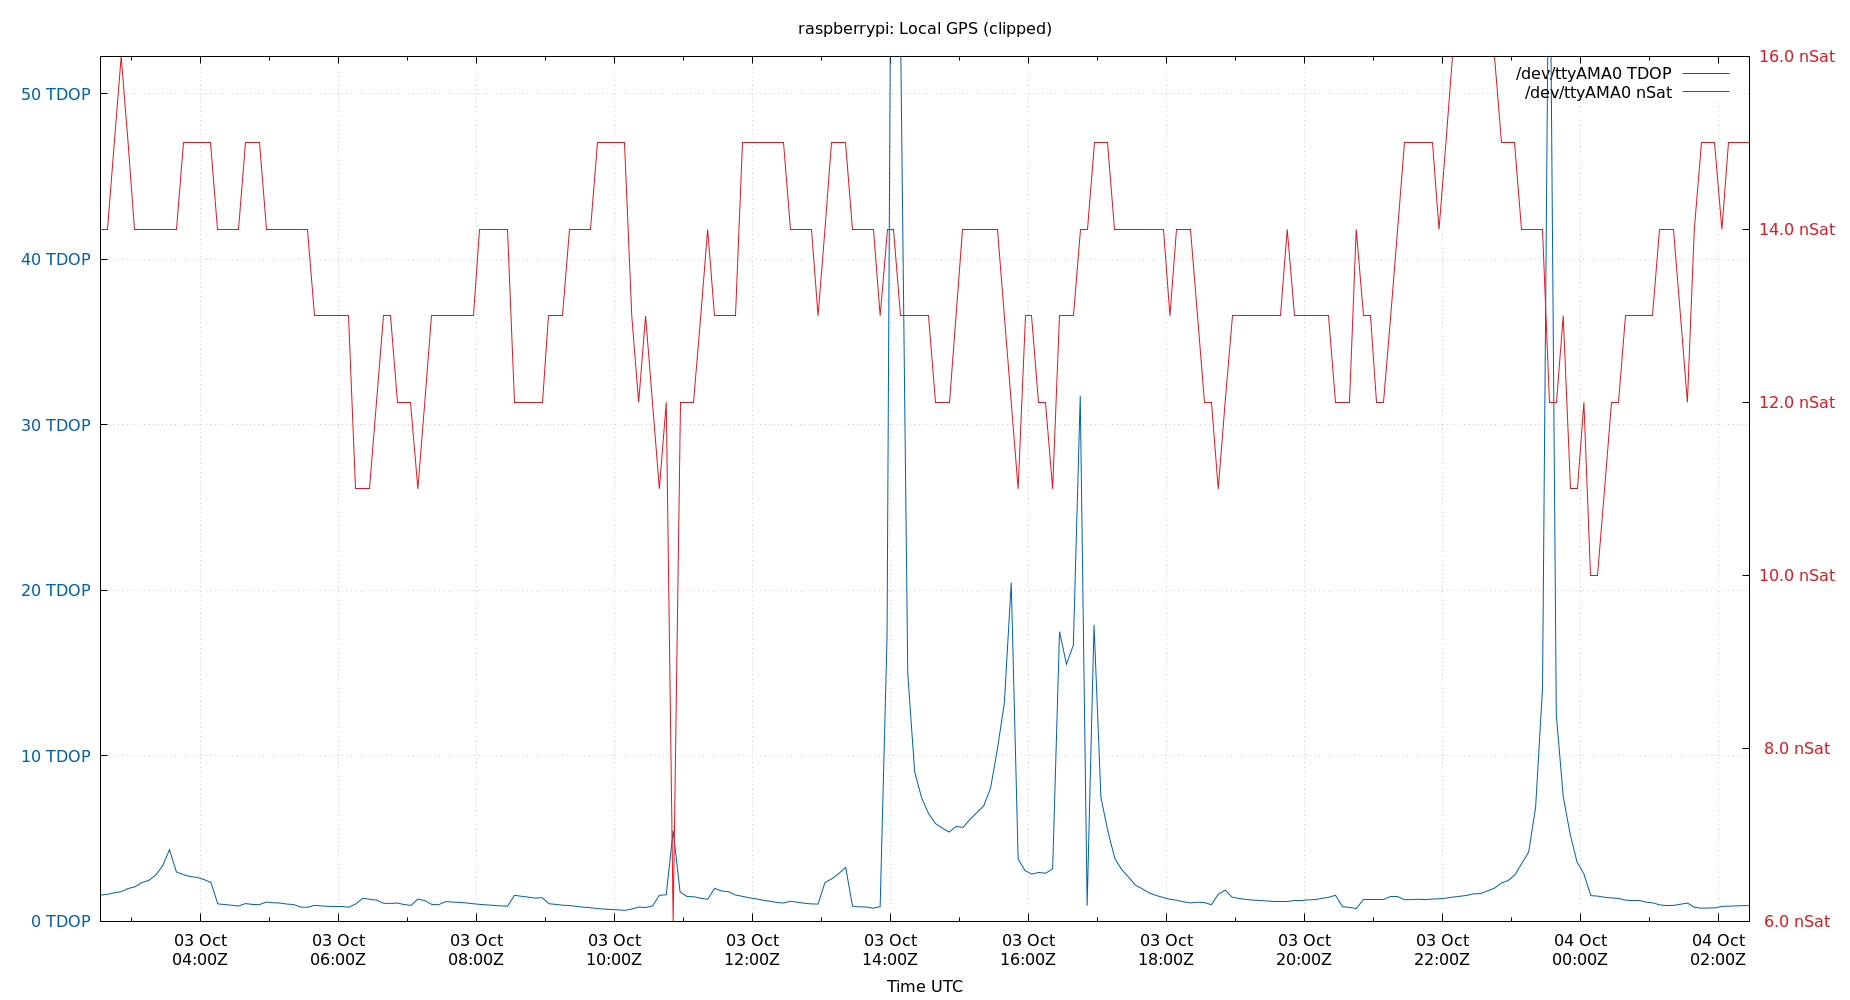 raspberrypi: Local GPS (clipped)
/dev/ttyAMA0 TDOP
/dev/ttyAMA0 nSat
50 TDOP
40 TDOP
30 TDOP
20 TDOP
10 TDOP
0 TDOP
16.0 nSat
14.0 nSat
12.0 nSat
10.0 nSat
8.0 nSat
6.0 nSat
03 Oct 03 Oct 03 Oct 03 Oct 03 Oct 03 Oct 03 Oct 03 Oct 03 Oct 03 Oct 04 Oct 04 Oct
04:00Z 06:00Z 08:00Z 10:00Z 12:00Z 14:00Z 16:00Z 18:00Z 20:00Z 22:00Z 00:00Z 02:00Z
Time UTC